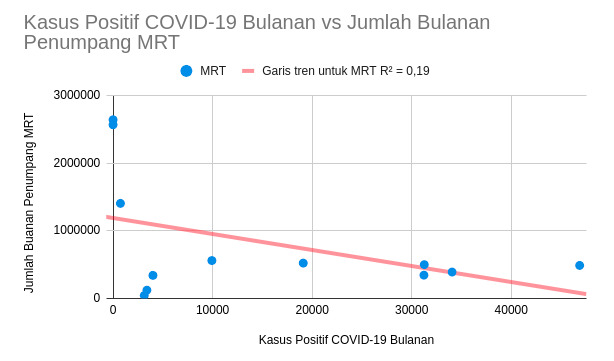 Kasus Positif COVID-19 Bulanan vs Jumlah Bulanan
Penumpang MRT
MRT
Garis tren untuk MRT R² = 0,19
Jumlah Buanan Penumpang MRT
3000000
2000000
1000000
0
0
10000
20000
30000
40000
Kasus Positif COVID-19 Bulanan